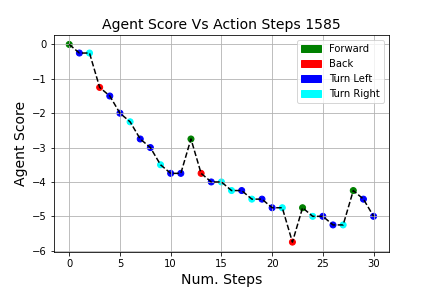 Agent Score Vs Action Steps 1585
Forward
Back
Turn Left
Turn Right
Agent Score
0
−1
−2
−3
−4
−5
−6
0 5 10 15 20 25 30
Num. Steps